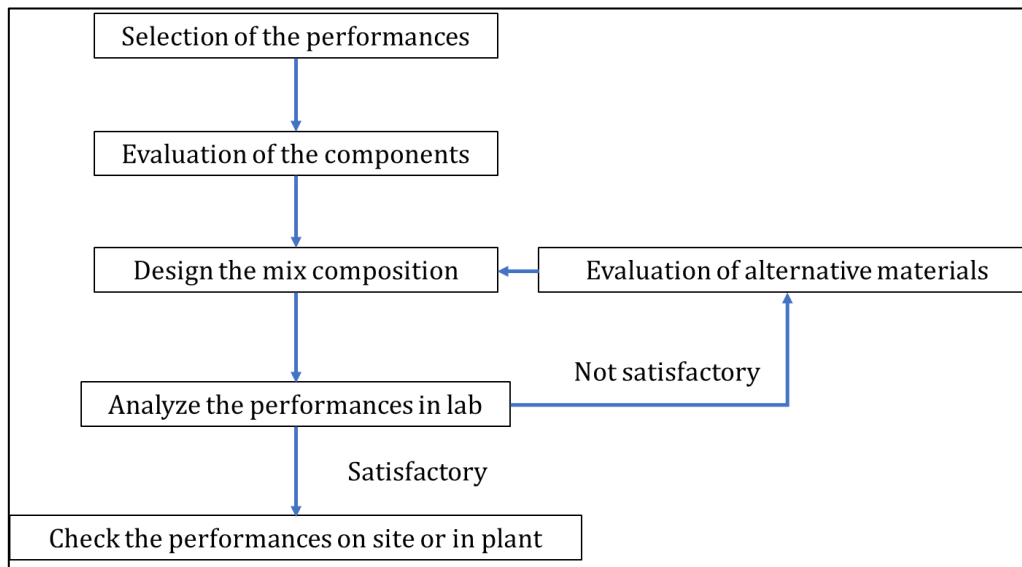 Selection of the performances
Evaluation of the components
Design the mix composition
Evaluation of alternative materials
Not satisfactory
Analyze the performances in lab
Satisfactory
Check the performances on site or in plant